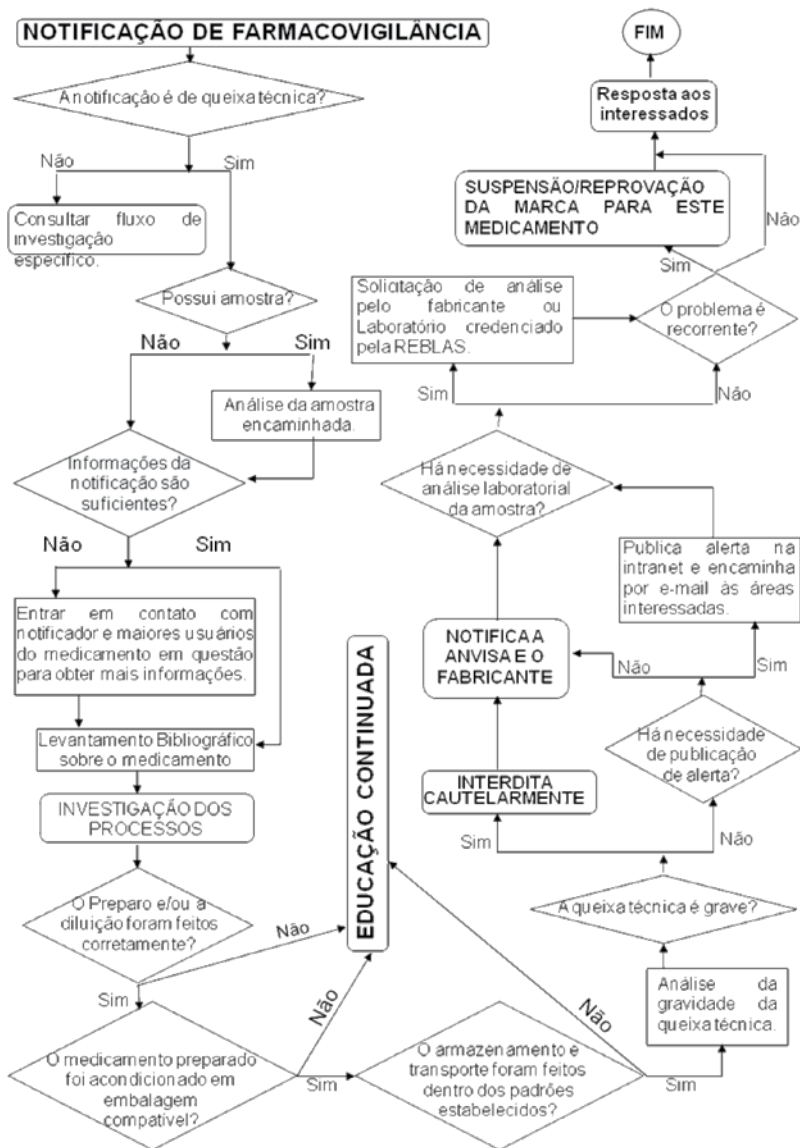 NOTIFICAÇÃO DE FARMACOVIGILÂNCIA
A notificação é de queixa técnica?
Não
Sim
Consultar fluxo de
investigação
especifico.
Possui amostra?
Não
Sim
Análise da amostra
encaminhada.
Informações da
notificação são
suficientes?
Não
Sim
Entrar em contato com
notificador e maiores usuários
do medicamento em questão
para obter mais informações.
Levantamento Bibliográfico
sobre o medicamento
INVESTIGAÇÃO DOS
PROCESSOS
O Preparo e/ou a
diluição foram feitos
corretamente?
Não
Sim
O medicamento preparado
foi acondicionado em
embalagem
compatível?
Não
Sim
EDUCAÇÃO CONTINUADA
O armazenamento e
transporte foram feitos
dentro dos padrões
estabelecidos?
Não
Sim
Análise da
gravidade da
queixa técnica.
A queixa técnica é grave?
Sim
Não
INTERDITA
CAUTELARMENTE
Há necessidade
de publicação
de alerta?
Não
Sim
NOTIFICA A
ANVISA E O
FABRICANTE
Publica alerta na
intranet e encaminha
por e-mail às áreas
interessadas.
Há necessidade de
análise laboratorial
da amostra?
Sim
Não
Solicitação de análise
pelo fabricante ou
Laboratório credenciado
pela REBLAS.
O problema é
recorrente?
Sim
Não
SUSPENSÃO/REPROVAÇÃO
DA MARCA PARA ESTE
MEDICAMENTO
Resposta aos
interessados
FIM